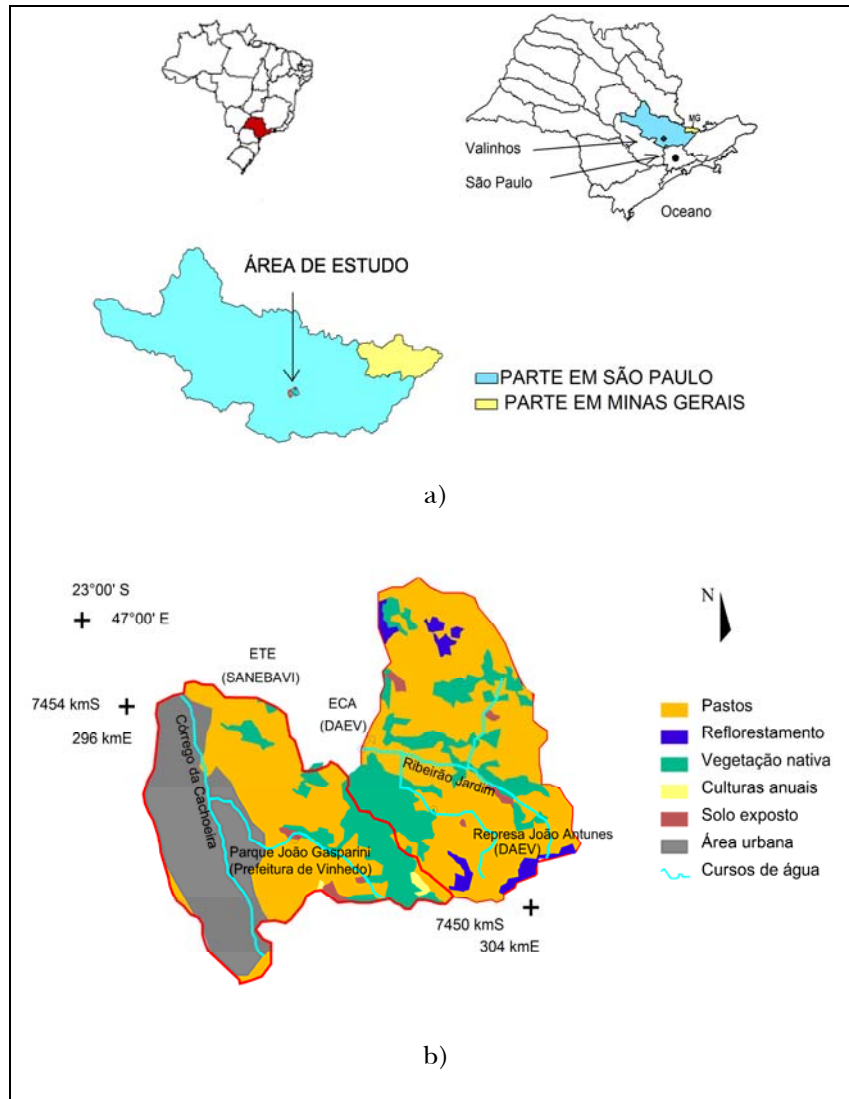 MG
Valinhos
São Paulo
Oceano
ÁREA DE ESTUDO
PARTE EM SÃO PAULO
PARTE EM MINAS GERAIS
a)
23°00' S
47°00' E
N
ETE
(SANEBAVI)
ECA
(DAEV)
7454 kmS
296 kmE
Córrego da Cachoeira
Ribeirão Jardim
Parque João Gasparini
(Prefeitura de Vinhedo)
Represa João Antunes
(DAEV)
7450 kmS
304 kmE
Pastos
Reflorestamento
Vegetação nativa
Culturas anuais
Solo exposto
Área urbana
Cursos de água
b)